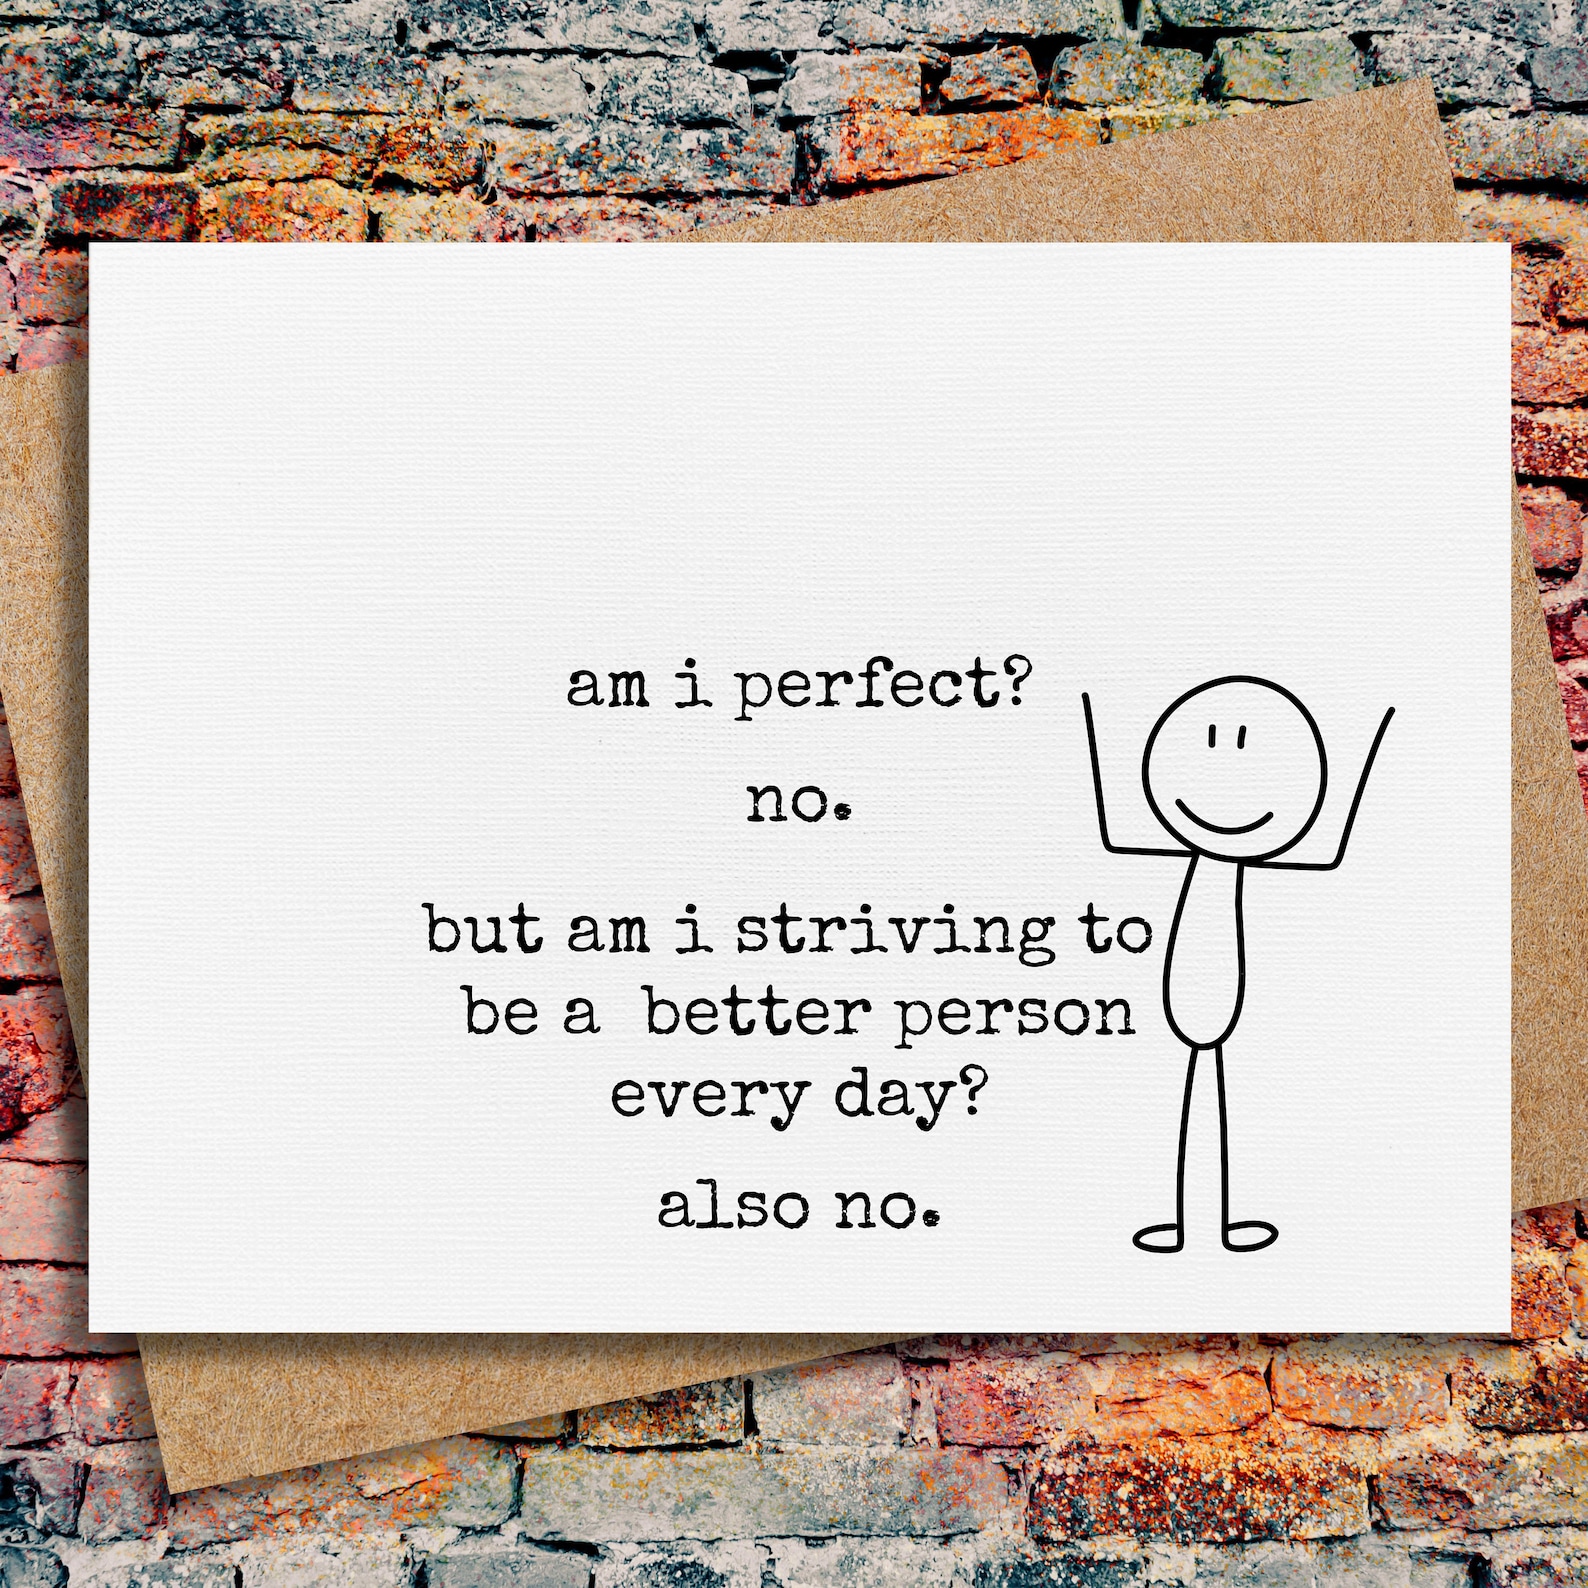 am i perfect?
no.
but am i striving to
be a  better person
every day?
also no.